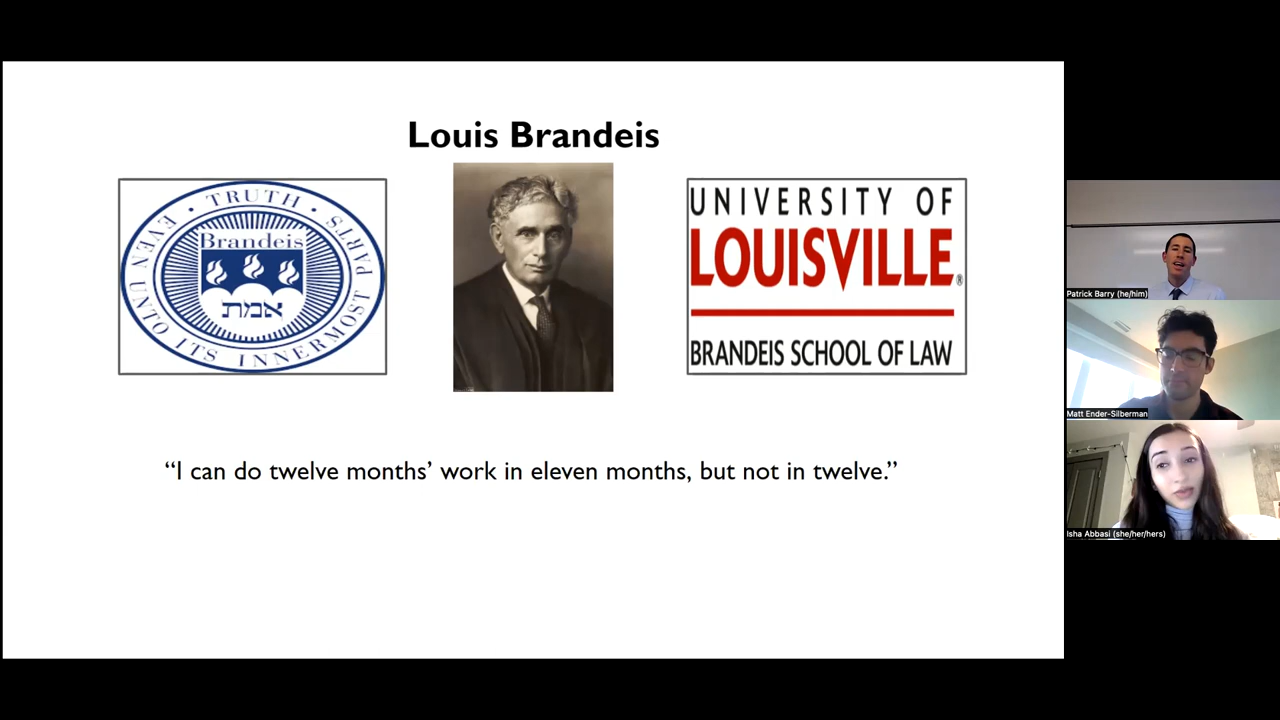 Louis Brandeis
· TRUTH · EVEN UNTO ITS INNERMOST PARTS
Brandeis
אמת
UNIVERSITY OF
LOUISVILLE®
BRANDEIS SCHOOL OF LAW
“I can do twelve months’ work in eleven months, but not in twelve.”
Patrick Barry (he/him)
Matt Ender-Silberman
Isha Abbasi (she/her/hers)